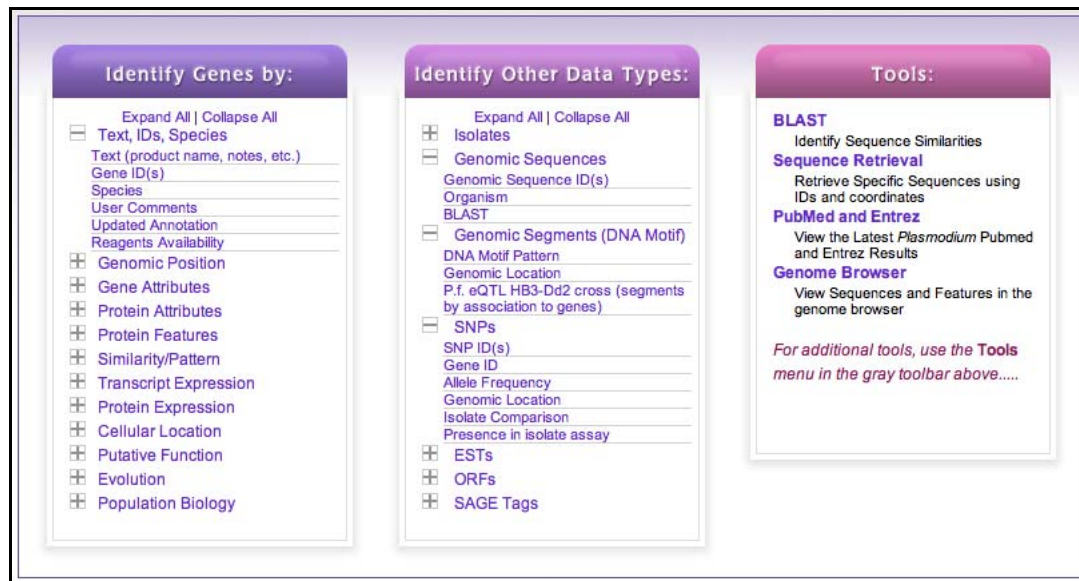 Identify Genes by:
Expand All | Collapse All
Text, IDs, Species
Text (product name, notes, etc.)
Gene ID(s)
Species
User Comments
Updated Annotation
Reagents Availability
Genomic Position
Gene Attributes
Protein Attributes
Protein Features
Similarity/Pattern
Transcript Expression
Protein Expression
Cellular Location
Putative Function
Evolution
Population Biology
Identify Other Data Types:
Expand All | Collapse All
Isolates
Genomic Sequences
Genomic Sequence ID(s)
Organism
BLAST
Genomic Segments (DNA Motif)
DNA Motif Pattern
Genomic Location
P.f. eQTL HB3-Dd2 cross (segments
by association to genes)
SNPs
SNP ID(s)
Gene ID
Allele Frequency
Genomic Location
Isolate Comparison
Presence in isolate assay
ESTs
ORFs
SAGE Tags
Tools:
BLAST
Identify Sequence Similarities
Sequence Retrieval
Retrieve Specific Sequences using
IDs and coordinates
PubMed and Entrez
View the Latest Plasmodium Pubmed
and Entrez Results
Genome Browser
View Sequences and Features in the
genome browser
For additional tools, use the Tools
menu in the gray toolbar above.....